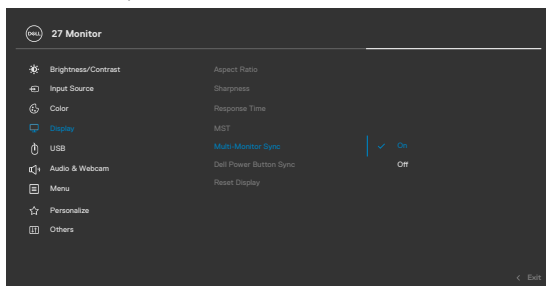 DELL
27 Monitor
Brightness/Contrast
Aspect Ratio
Input Source
Sharpness
Color
Response Time
Display
MST
USB
Multi-Monitor Sync
On
Audio & Webcam
Dell Power Button Sync
Off
Menu
Reset Display
Personalize
Others
< Exit